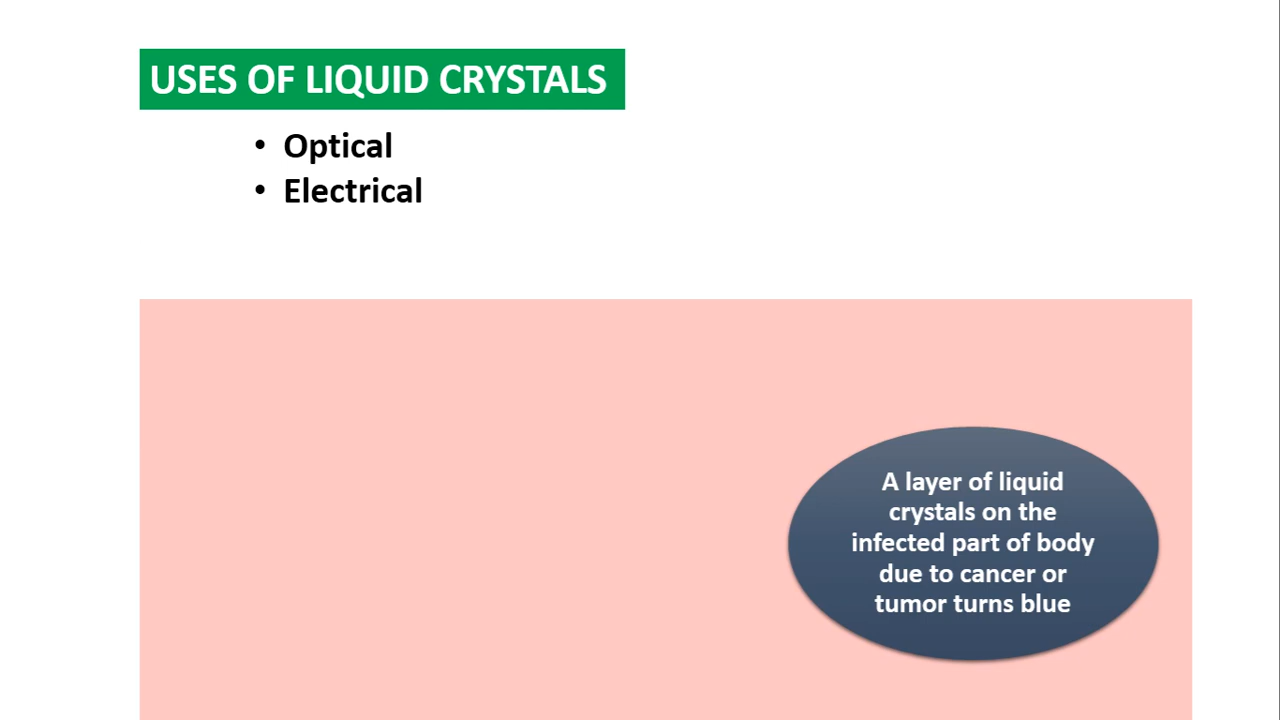 USES OF LIQUID CRYSTALS
• Optical
• Electrical
A layer of liquid
crystals on the
infected part of body
due to cancer or
tumor turns blue